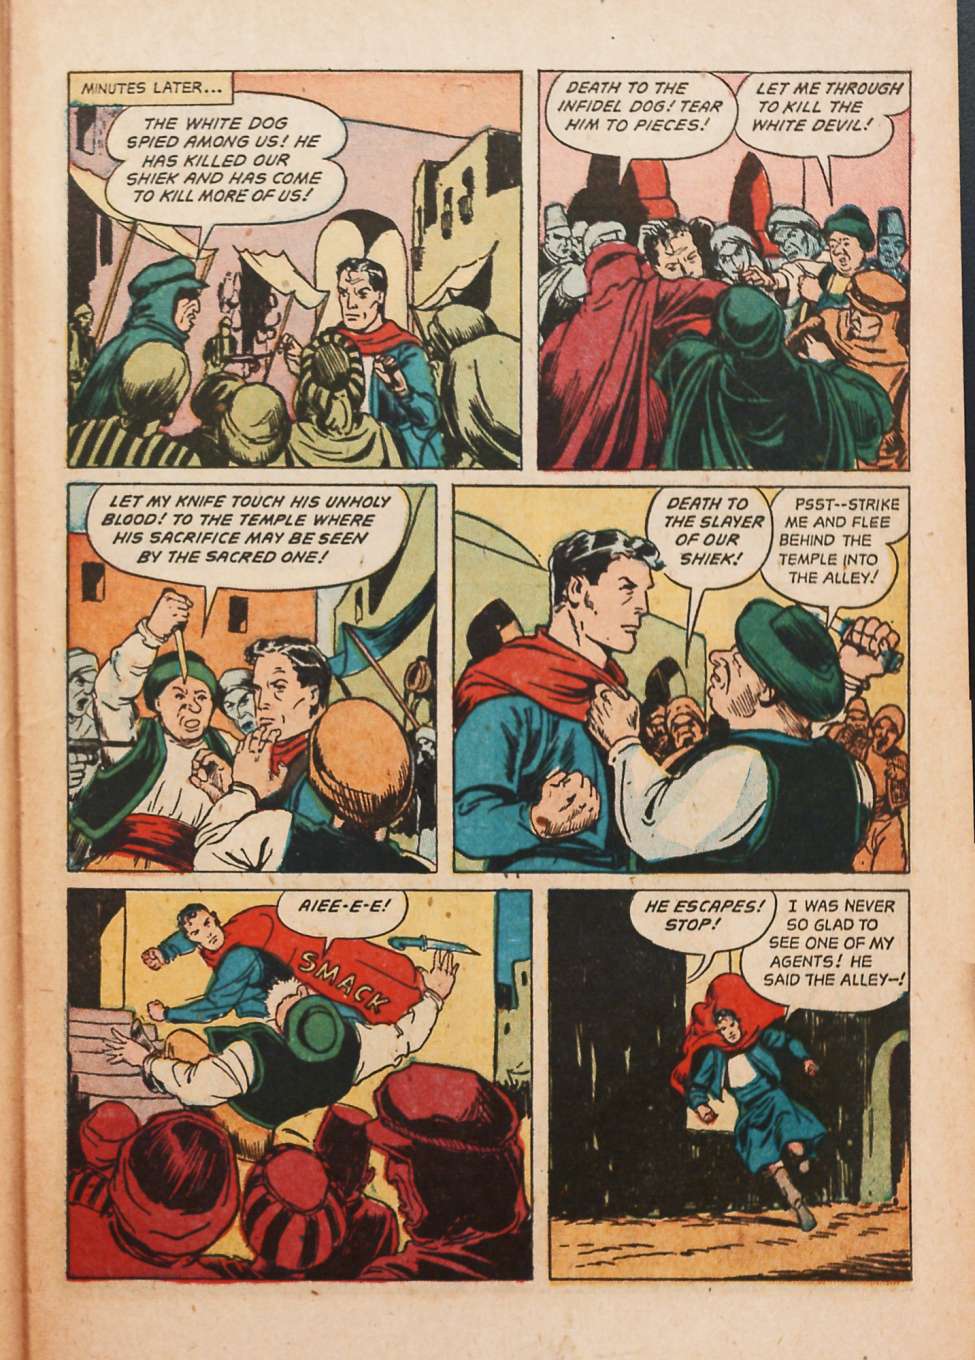 MINUTES LATER...
THE WHITE DOG
SPIED AMONG US! HE
HAS KILLED OUR
SHIEK AND HAS COME
TO KILL MORE OF US!
DEATH TO THE
INFIDEL DOG! TEAR
HIM TO PIECES!
LET ME THROUGH
TO KILL THE
WHITE DEVIL!
LET MY KNIFE TOUCH HIS UNHOLY
BLOOD! TO THE TEMPLE WHERE
HIS SACRIFICE MAY BE SEEN
BY THE SACRED ONE!
DEATH TO
THE SLAYER
OF OUR
SHIEK!
PSST--STRIKE
ME AND FLEE
BEHIND THE
TEMPLE INTO
THE ALLEY!
AIEE-E-E!
SMACK
HE ESCAPES!
STOP!
I WAS NEVER
SO GLAD TO
SEE ONE OF MY
AGENTS! HE
SAID THE ALLEY--!